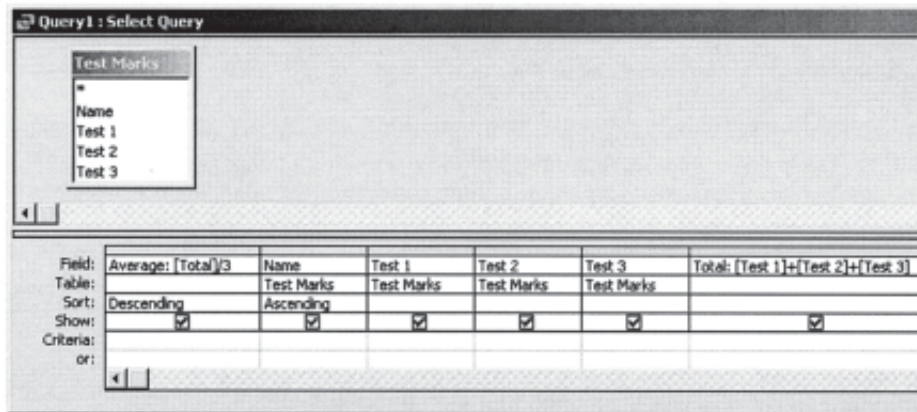 Query1 : Select Query
Test Marks
*
Name
Test 1
Test 2
Test 3
Field: Average: [Total]/3 Name Test 1 Test 2 Test 3 Total: [Test 1]+[Test 2]+[Test 3]
Table: Test Marks Test Marks Test Marks Test Marks
Sort: Descending Ascending
Show:
Criteria:
or: